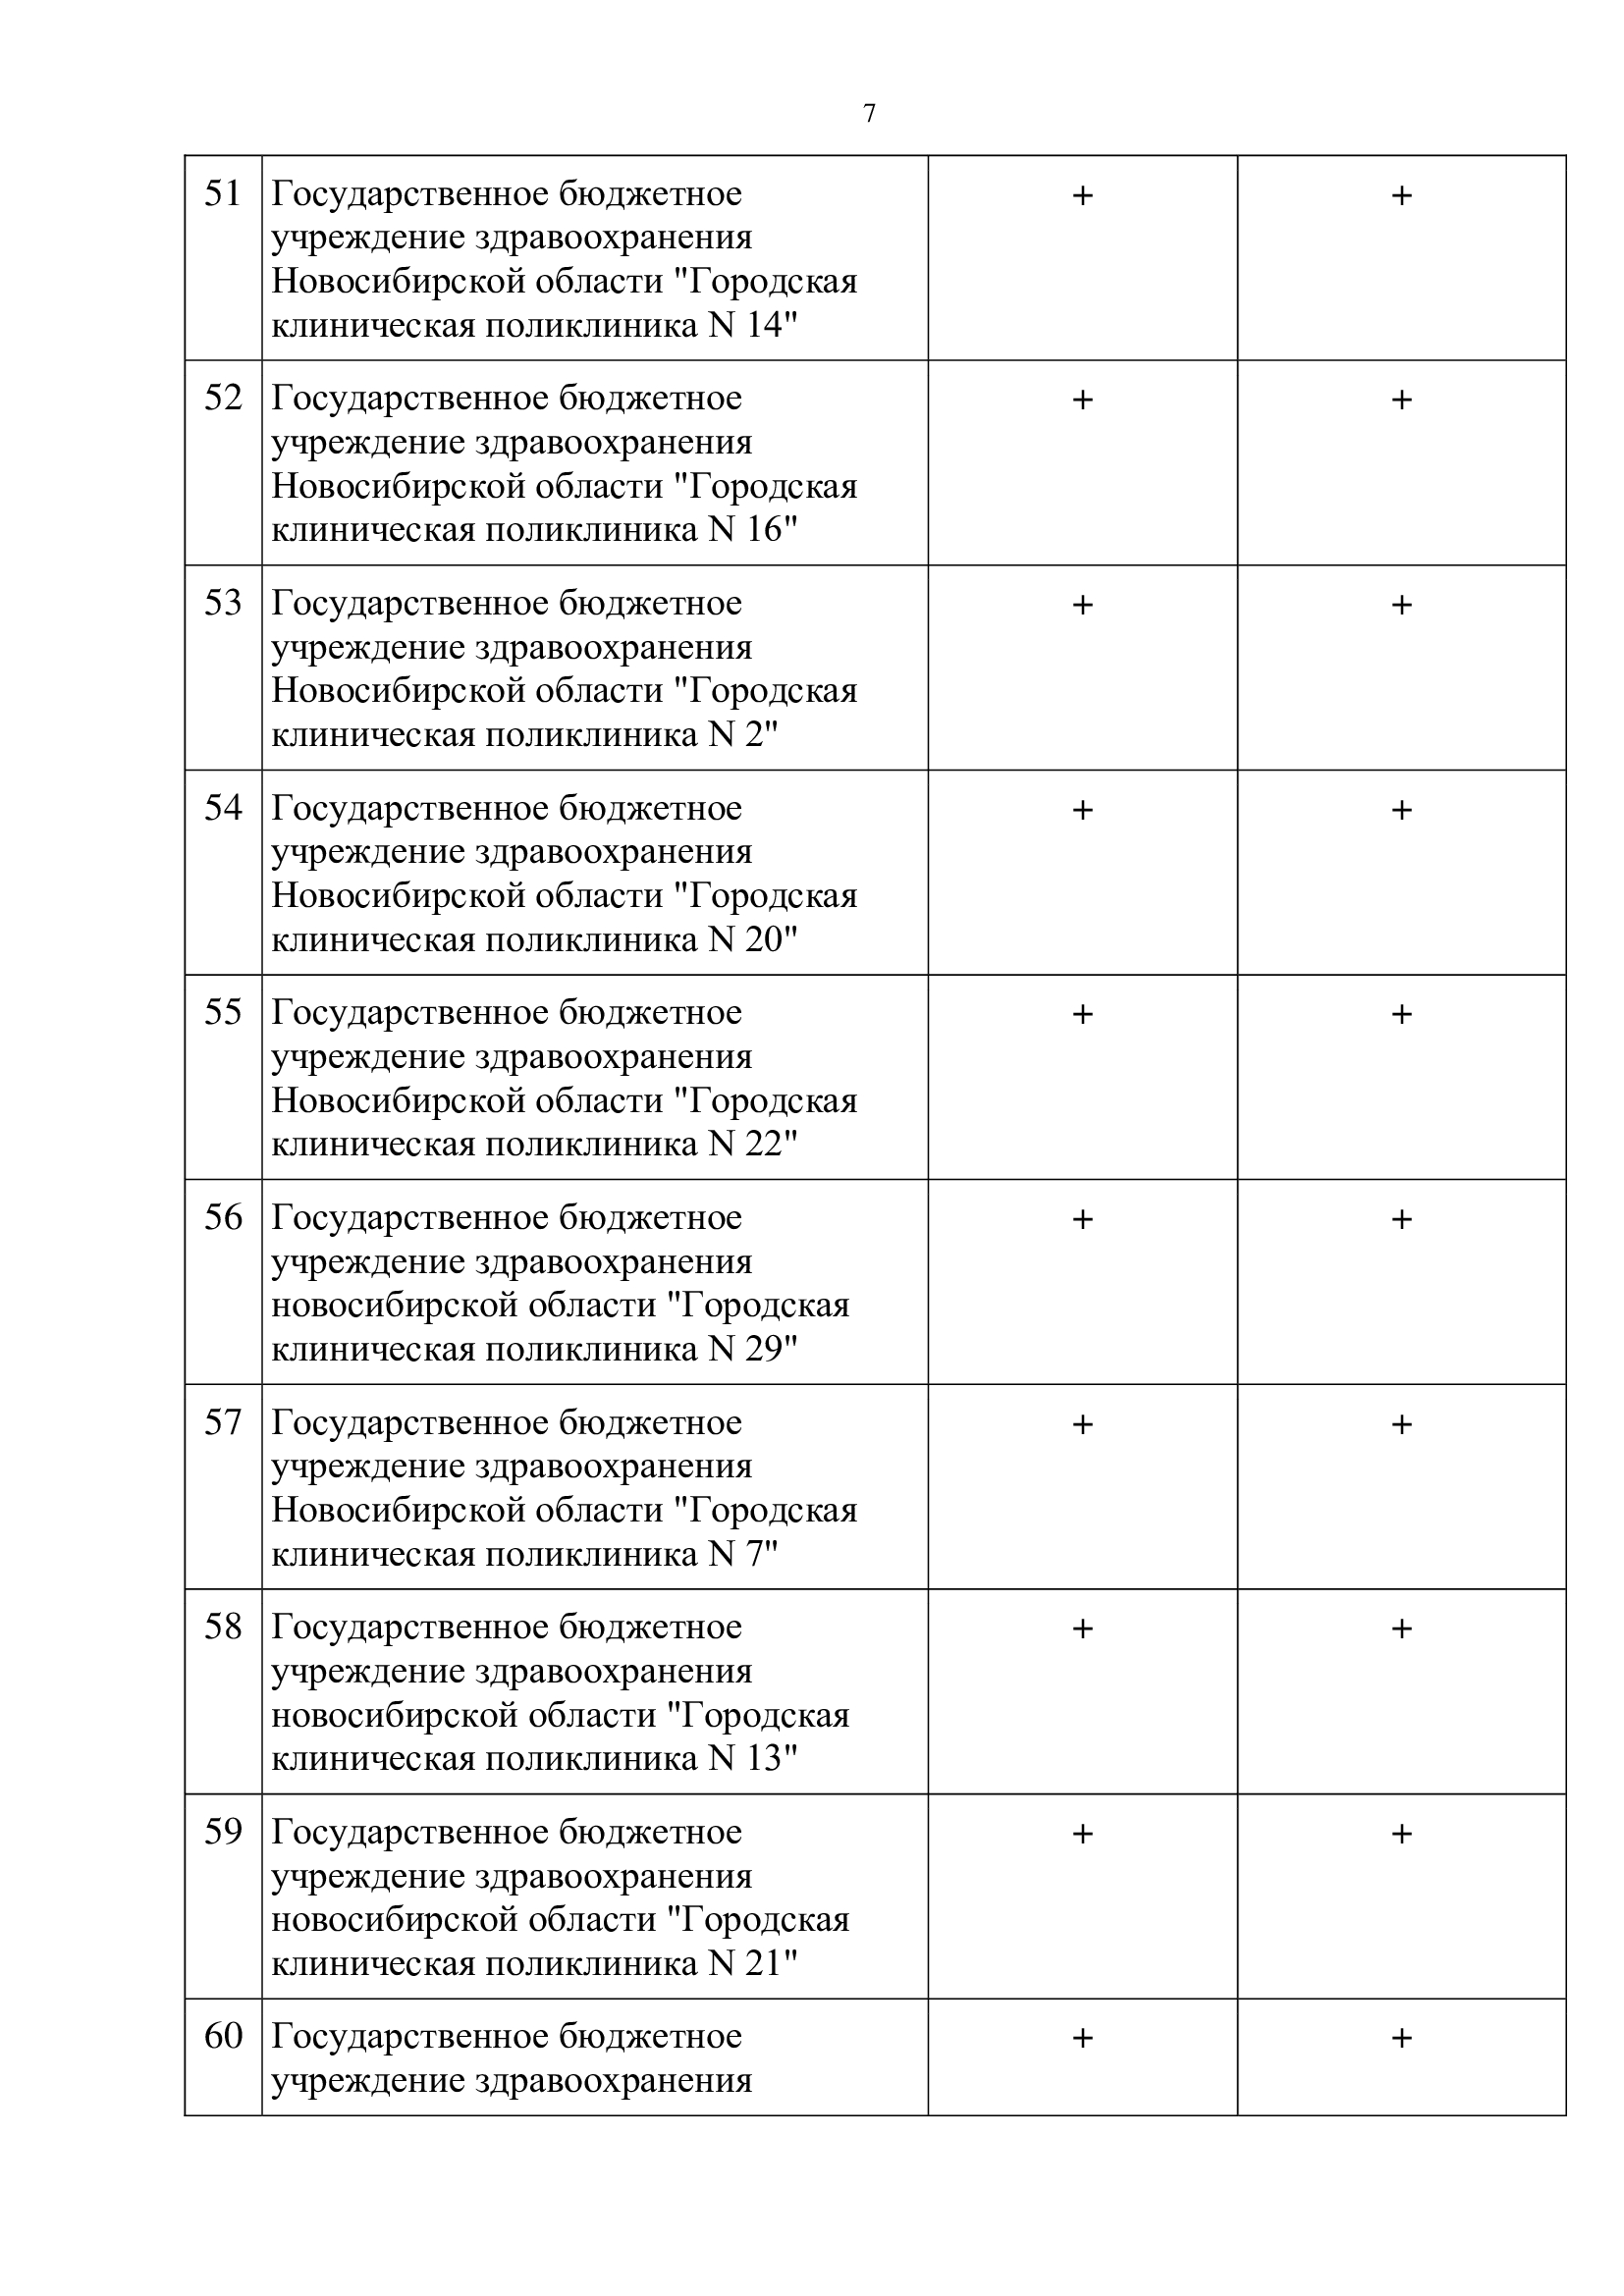 7
51 Государственное бюджетное + +
учреждение здравоохранения
Новосибирской области "Городская
клиническая поликлиника N 14"
52 Государственное бюджетное + +
учреждение здравоохранения
Новосибирской области "Городская
клиническая поликлиника N 16"
53 Государственное бюджетное + +
учреждение здравоохранения
Новосибирской области "Городская
клиническая поликлиника N 2"
54 Государственное бюджетное + +
учреждение здравоохранения
Новосибирской области "Городская
клиническая поликлиника N 20"
55 Государственное бюджетное + +
учреждение здравоохранения
Новосибирской области "Городская
клиническая поликлиника N 22"
56 Государственное бюджетное + +
учреждение здравоохранения
новосибирской области "Городская
клиническая поликлиника N 29"
57 Государственное бюджетное + +
учреждение здравоохранения
Новосибирской области "Городская
клиническая поликлиника N 7"
58 Государственное бюджетное + +
учреждение здравоохранения
новосибирской области "Городская
клиническая поликлиника N 13"
59 Государственное бюджетное + +
учреждение здравоохранения
новосибирской области "Городская
клиническая поликлиника N 21"
60 Государственное бюджетное + +
учреждение здравоохранения